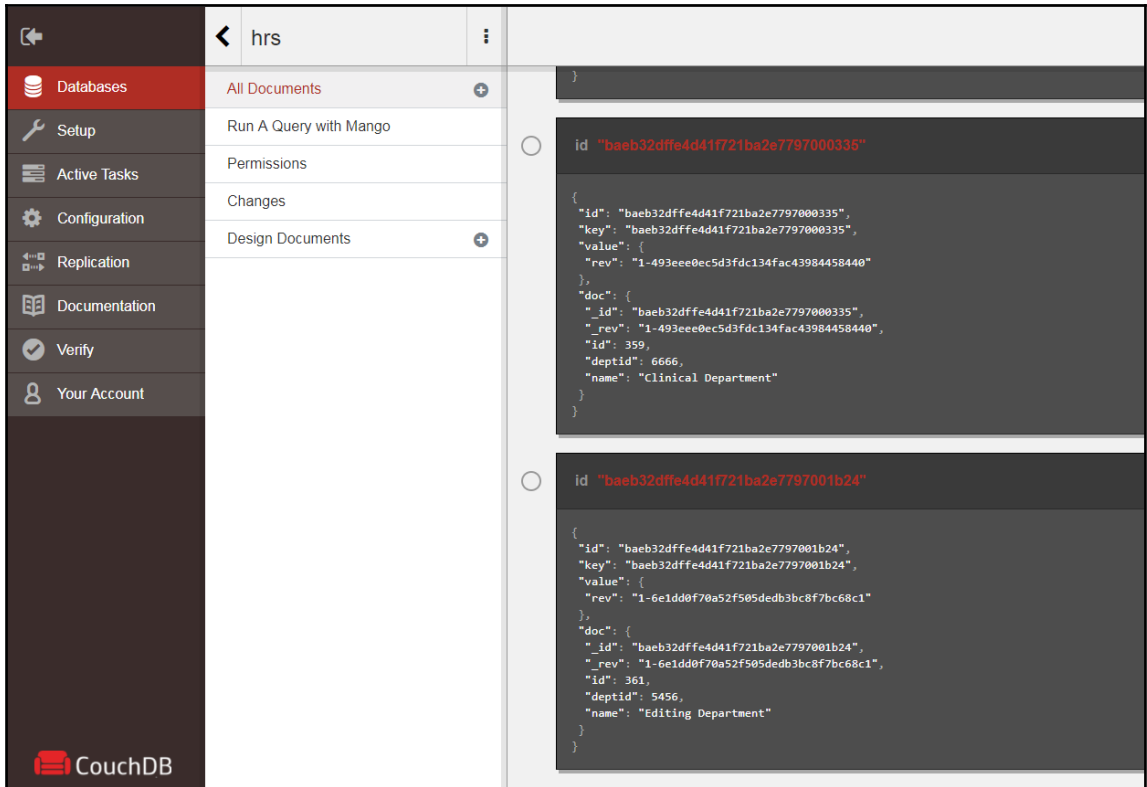 hrs
Databases
Setup
Active Tasks
Configuration
Replication
Documentation
Verify
Your Account
CouchDB
All Documents
Run A Query with Mango
Permissions
Changes
Design Documents
}
id "baeb32dffe4d41f721ba2e7797000335"
{
"id": "baeb32dffe4d41f721ba2e7797000335",
"key": "baeb32dffe4d41f721ba2e7797000335",
"value": {
"rev": "1-493eee0ec5d3fdc134fac43984458440"
},
"doc": {
"_id": "baeb32dffe4d41f721ba2e7797000335",
"_rev": "1-493eee0ec5d3fdc134fac43984458440",
"id": 359,
"deptid": 6666,
"name": "Clinical Department"
}
}
id "baeb32dffe4d41f721ba2e7797001b24"
{
"id": "baeb32dffe4d41f721ba2e7797001b24",
"key": "baeb32dffe4d41f721ba2e7797001b24",
"value": {
"rev": "1-6e1dd0f70a52f505dedb3bc8f7bc68c1"
},
"doc": {
"_id": "baeb32dffe4d41f721ba2e7797001b24",
"_rev": "1-6e1dd0f70a52f505dedb3bc8f7bc68c1",
"id": 361,
"deptid": 5456,
"name": "Editing Department"
}
}